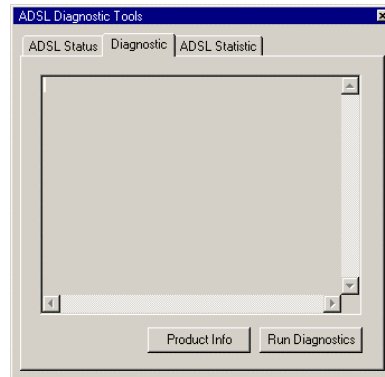 ADSL Diagnostic Tools
ADSL Status Diagnostic ADSL Statistic
Product Info Run Diagnostics